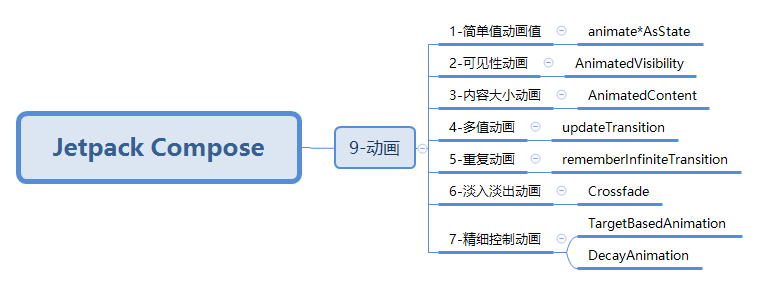 Jetpack Compose
9-动画
1-简单值动画值
animate*AsState
2-可见性动画
AnimatedVisibility
3-内容大小动画
AnimatedContent
4-多值动画
updateTransition
5-重复动画
rememberInfiniteTransition
6-淡入淡出动画
Crossfade
7-精细控制动画
TargetBasedAnimation
DecayAnimation